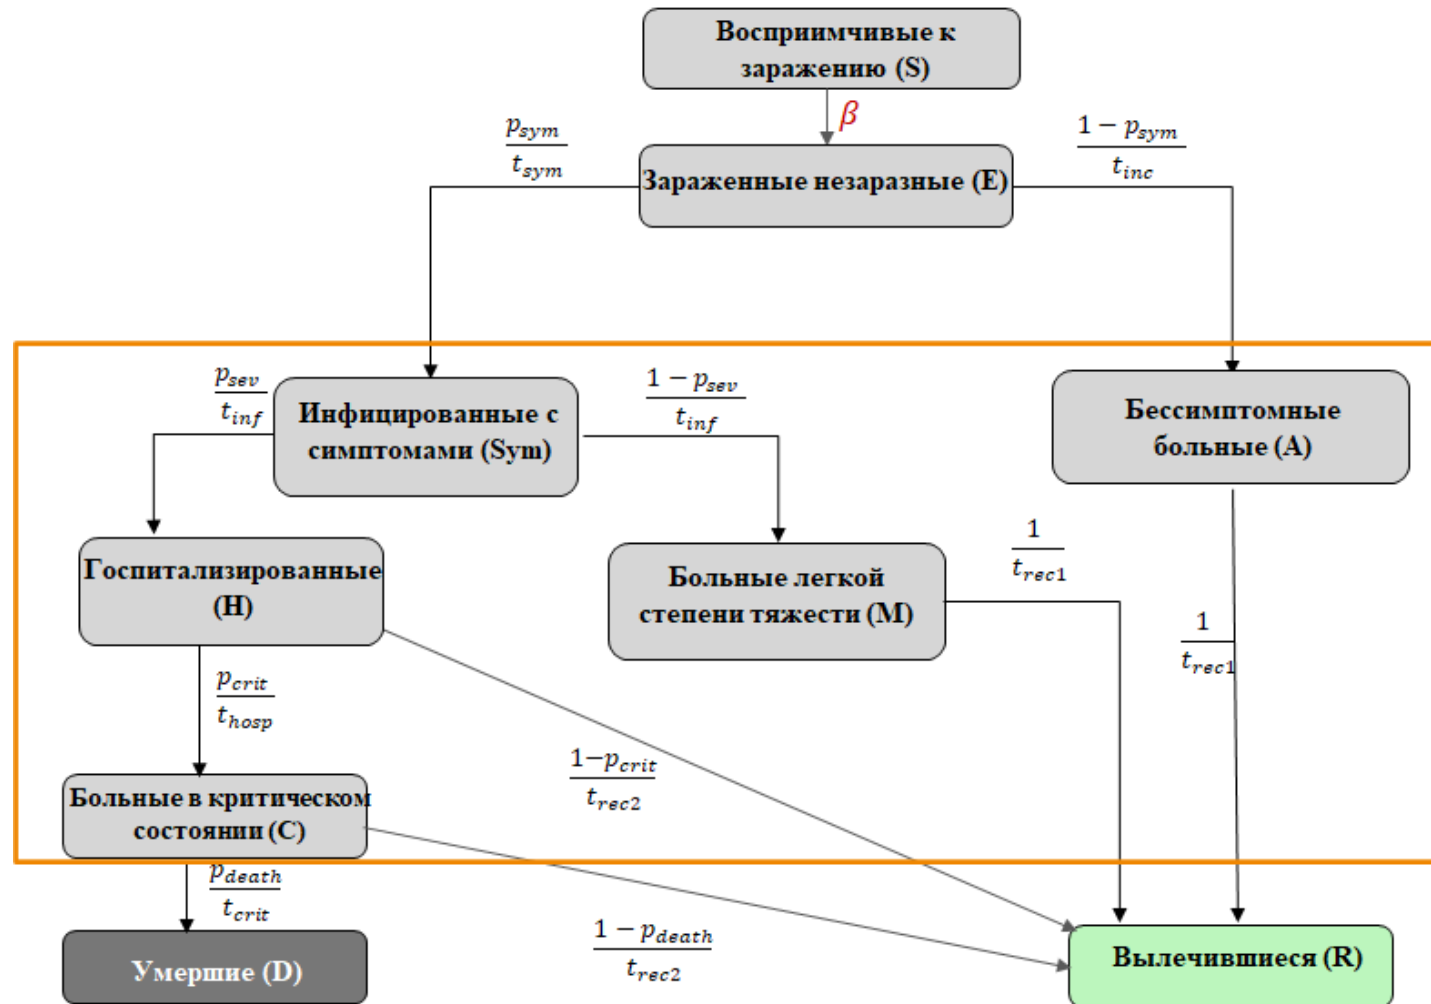 Восприимчивые к
заражению (S)
β
p_sym
t_sym
1 − p_sym
t_inc
Зараженные незаразные (E)
p_sev
t_inf
Инфицированные с
симптомами (Sym)
1 − p_sev
t_inf
Бессимптомные
больные (A)
Госпитализированные
(H)
Больные легкой
степени тяжести (M)
1
t_rec1
1
t_rec1
p_crit
t_hosp
1−p_crit
t_rec2
Больные в критическом
состоянии (C)
p_death
t_crit
1 − p_death
t_rec2
Умершие (D)
Вылечившиеся (R)